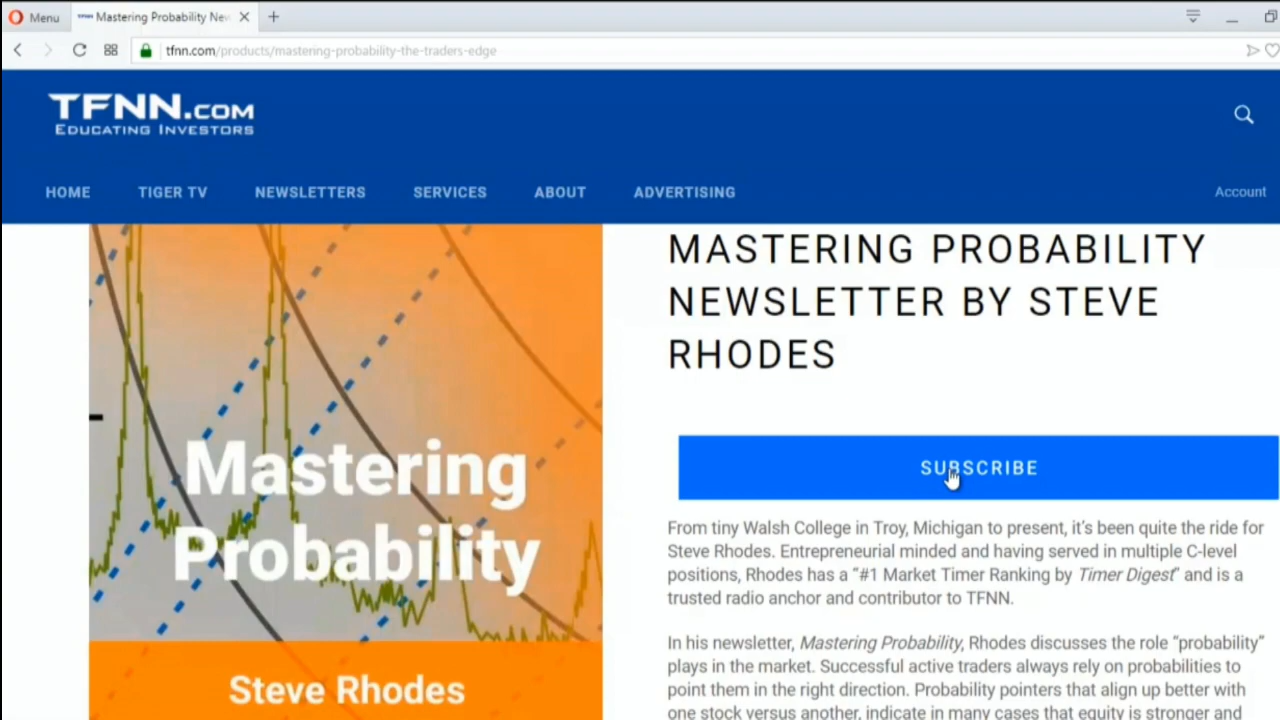 Menu
Mastering Probability New
tfnn.com/products/mastering-probability-the-traders-edge
TFNN.COM
EDUCATING INVESTORS
HOME TIGER TV NEWSLETTERS SERVICES ABOUT ADVERTISING Account
MASTERING PROBABILITY
NEWSLETTER BY STEVE
RHODES
SUBSCRIBE
Mastering
Probability
Steve Rhodes
From tiny Walsh College in Troy, Michigan to present, it’s been quite the ride for
Steve Rhodes. Entrepreneurial minded and having served in multiple C-level
positions, Rhodes has a “#1 Market Timer Ranking by Timer Digest” and is a
trusted radio anchor and contributor to TFNN.
In his newsletter, Mastering Probability, Rhodes discusses the role “probability”
plays in the market. Successful active traders always rely on probabilities to
point them in the right direction. Probability pointers that align up better with
one stock versus another, indicate in many cases that equity is stronger and